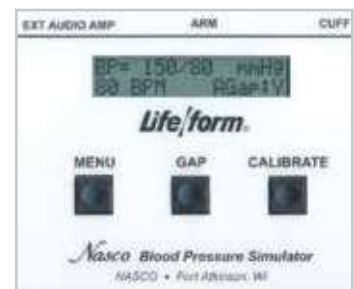 EXT AUDIO AMP ARM CUFF
BP= 150/80 mmHg
80 BPM AGap:Y
Life/form®
MENU GAP CALIBRATE
Nasco Blood Pressure Simulator
NASCO • Fort Atkinson, WI